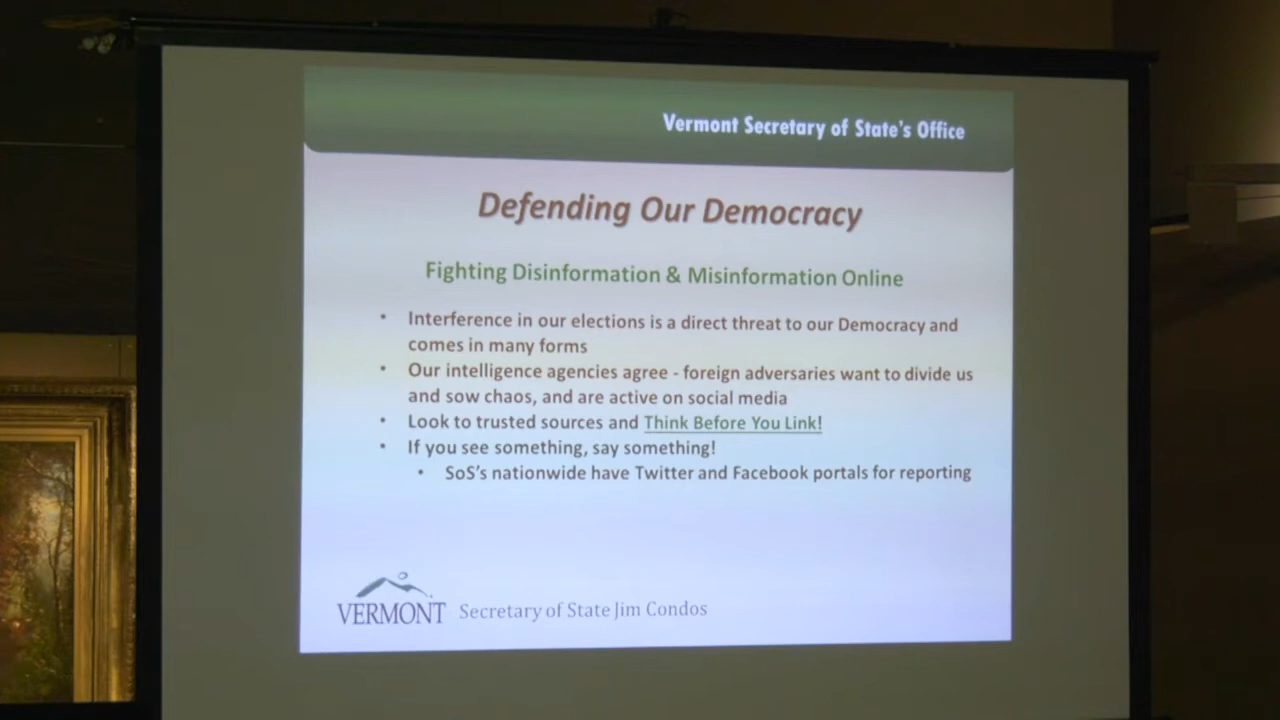 Vermont Secretary of State's Office
Defending Our Democracy
Fighting Disinformation & Misinformation Online
• Interference in our elections is a direct threat to our Democracy and
comes in many forms
• Our intelligence agencies agree - foreign adversaries want to divide us
and sow chaos, and are active on social media
• Look to trusted sources and Think Before You Link!
• If you see something, say something!
• SoS's nationwide have Twitter and Facebook portals for reporting
VERMONT Secretary of State Jim Condos